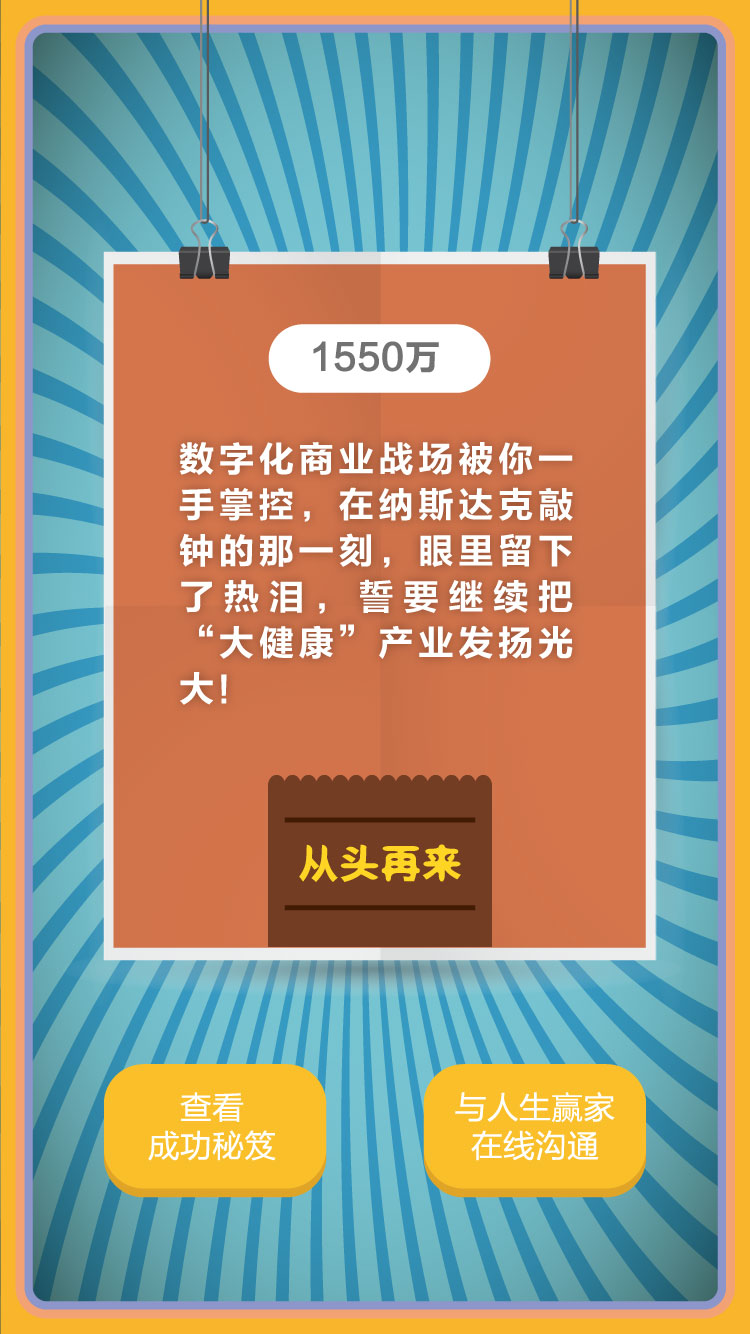 1550万
数字化商业战场被你一
手掌控，在纳斯达克敲
钟的那一刻，眼里留下
了热泪，誓要继续把
“大健康”产业发扬光
大！
从头再来
查看
成功秘笈
与人生赢家
在线沟通